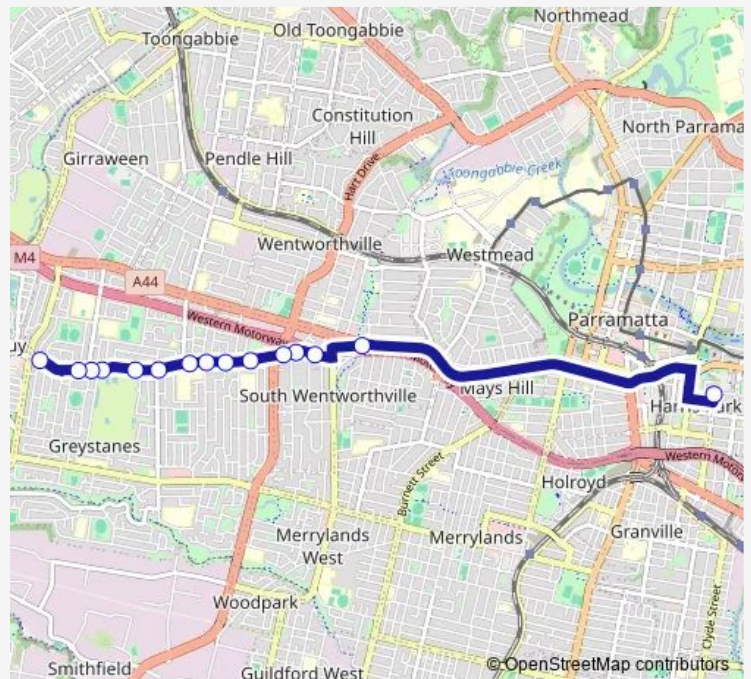 Northmead
Old Toongabbie
Toongabbie
Constitution
Hill
North Parrama
Girraween
Pendle Hill
Hart Drive
Toongabbie Creek
Wentworthville
Westmead
M4
A44
Western Motorway
Parramatta
uy
Mays Hill
South Wentworthville
Harris Park
Greystanes
Burnett Street
Western Motorw
Holroyd
Merrylands
West
Merrylands
Granville
Woodpark
Clyde Street
Smithfield
Guildford West
© OpenStreetMap contributors